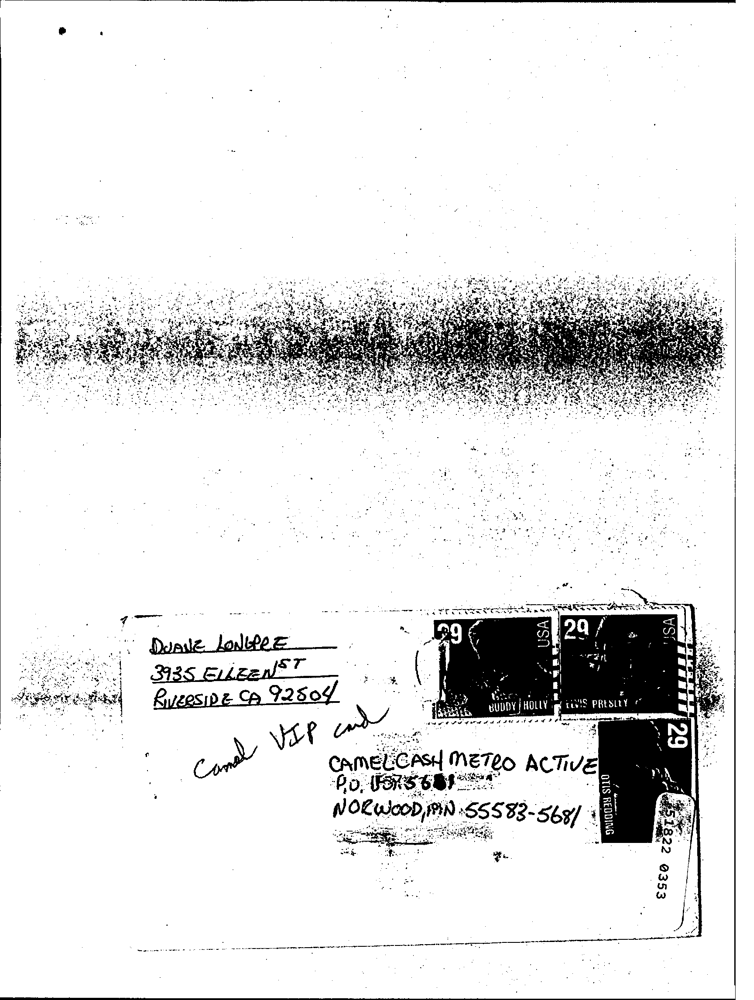 DUANE LONGPRE
3935 EILEEN ST
RIVERSIDE CA 92504
Camel VIP card
CAMEL CASH METRO ACTIVE
P.O.
NORWOOD, MN 55583-5681
29 USA
BUDDY HOLLY
29 USA
ELVIS PRESLEY
29
OTIS REDDING
51822 0353